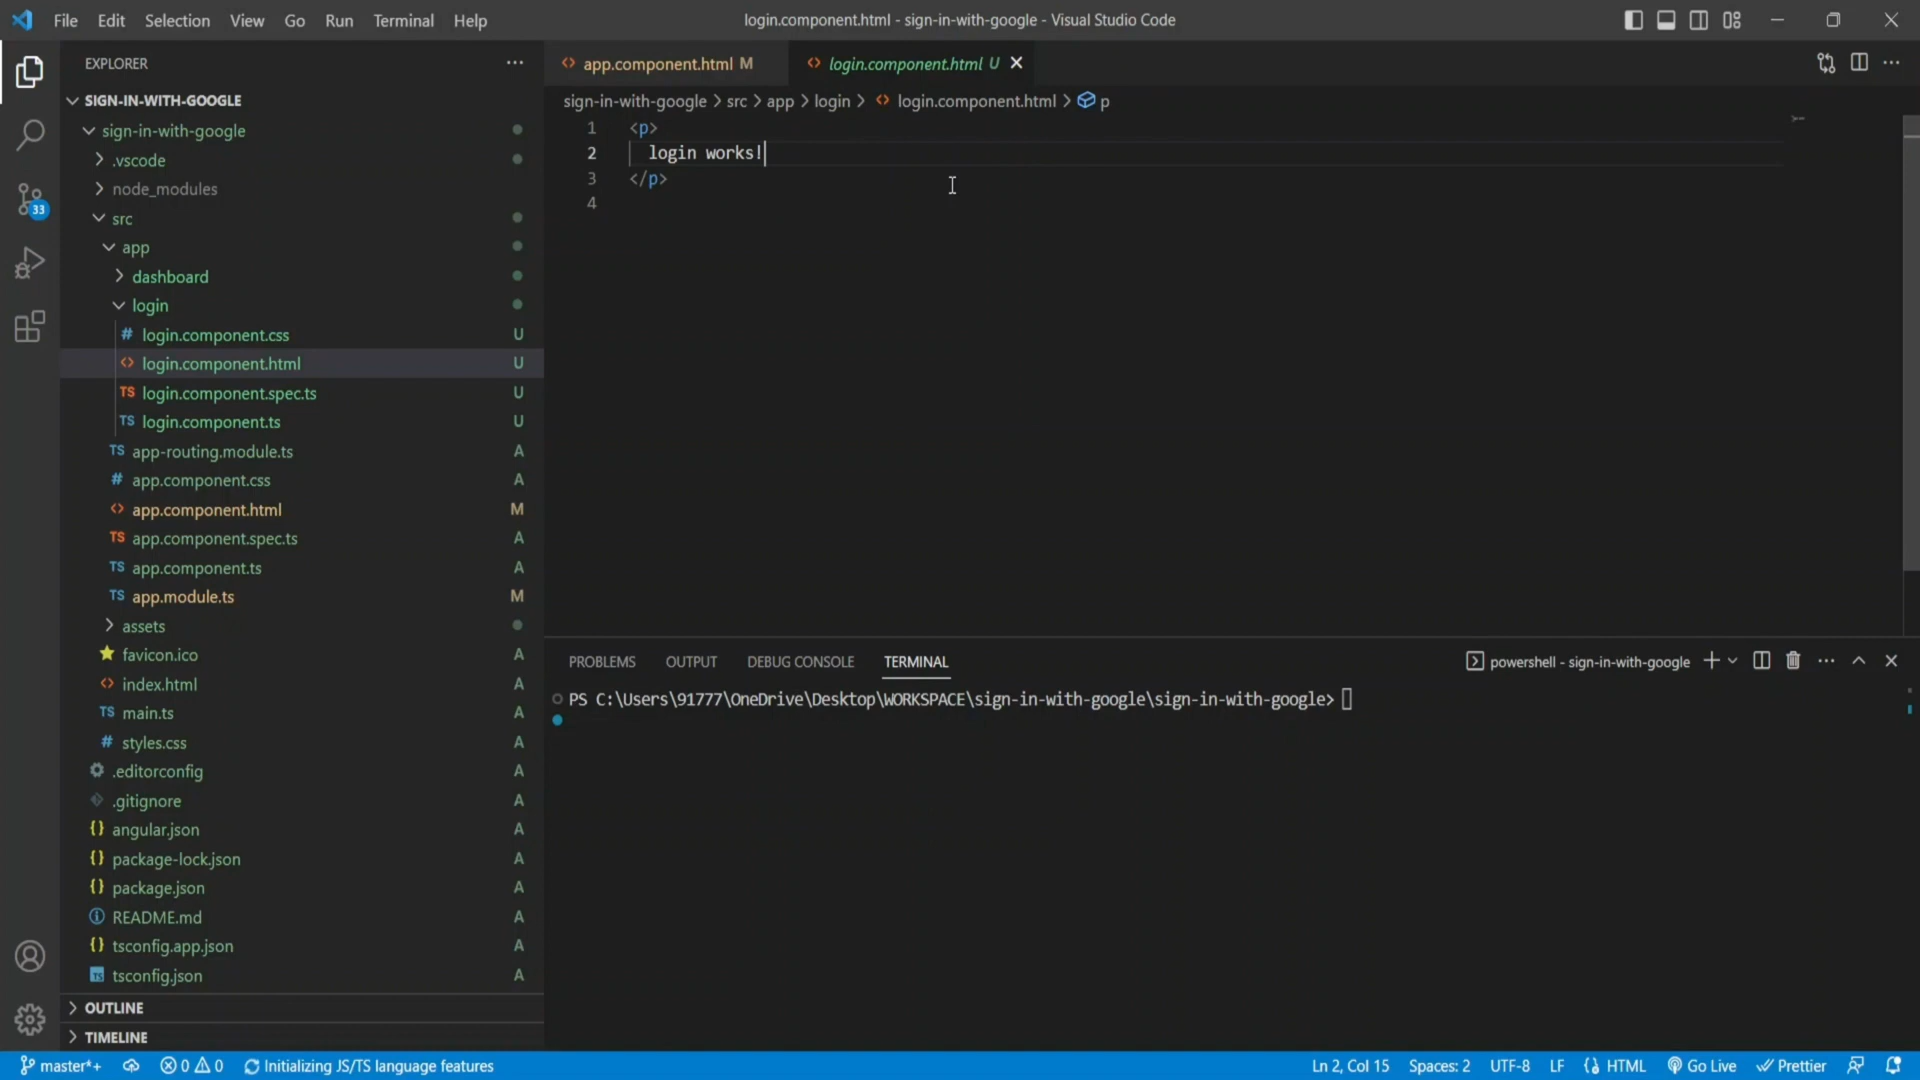 File Edit Selection View Go Run Terminal Help
login.component.html - sign-in-with-google - Visual Studio Code
EXPLORER
SIGN-IN-WITH-GOOGLE
sign-in-with-google
.vscode
node_modules
src
app
dashboard
login
login.component.css U
login.component.html U
login.component.spec.ts U
login.component.ts U
app-routing.module.ts A
app.component.css A
app.component.html M
app.component.spec.ts A
app.component.ts A
app.module.ts M
assets
favicon.ico A
index.html A
main.ts A
styles.css A
.editorconfig A
.gitignore A
angular.json A
package-lock.json A
package.json A
README.md A
tsconfig.app.json A
tsconfig.json A
OUTLINE
TIMELINE
33
app.component.html M
login.component.html U
sign-in-with-google > src > app > login > login.component.html > p
1 <p>
2 login works!
3 </p>
4
PROBLEMS OUTPUT DEBUG CONSOLE TERMINAL
powershell - sign-in-with-google
PS C:\Users\91777\OneDrive\Desktop\WORKSPACE\sign-in-with-google\sign-in-with-google>
master*+ 0 0 Initializing JS/TS language features
Ln 2, Col 15 Spaces: 2 UTF-8 LF HTML Go Live Prettier